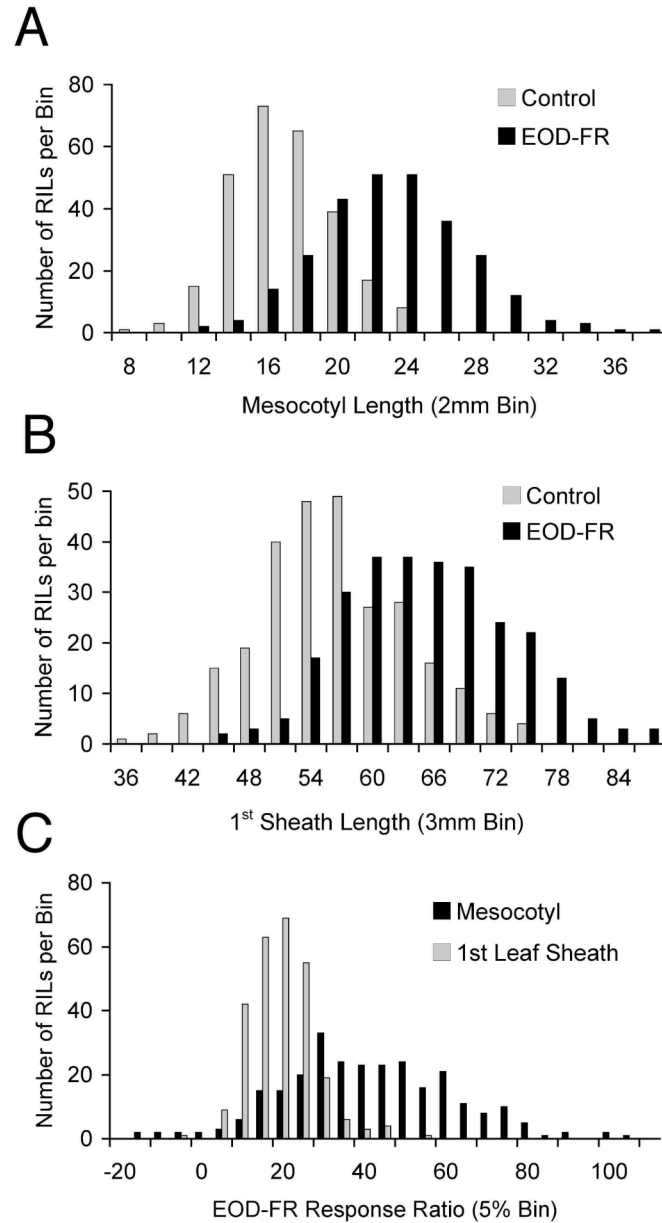 A
Number of RILs per Bin
80
60
40
20
0
Control
EOD-FR
8 12 16 20 24 28 32 36
Mesocotyl Length (2mm Bin)
B
Number of RILs per bin
50
40
30
20
10
0
Control
EOD-FR
36 42 48 54 60 66 72 78 84
1st Sheath Length (3mm Bin)
C
Number of RILs per Bin
80
60
40
20
0
Mesocotyl
1st Leaf Sheath
-20 0 20 40 60 80 100
EOD-FR Response Ratio (5% Bin)